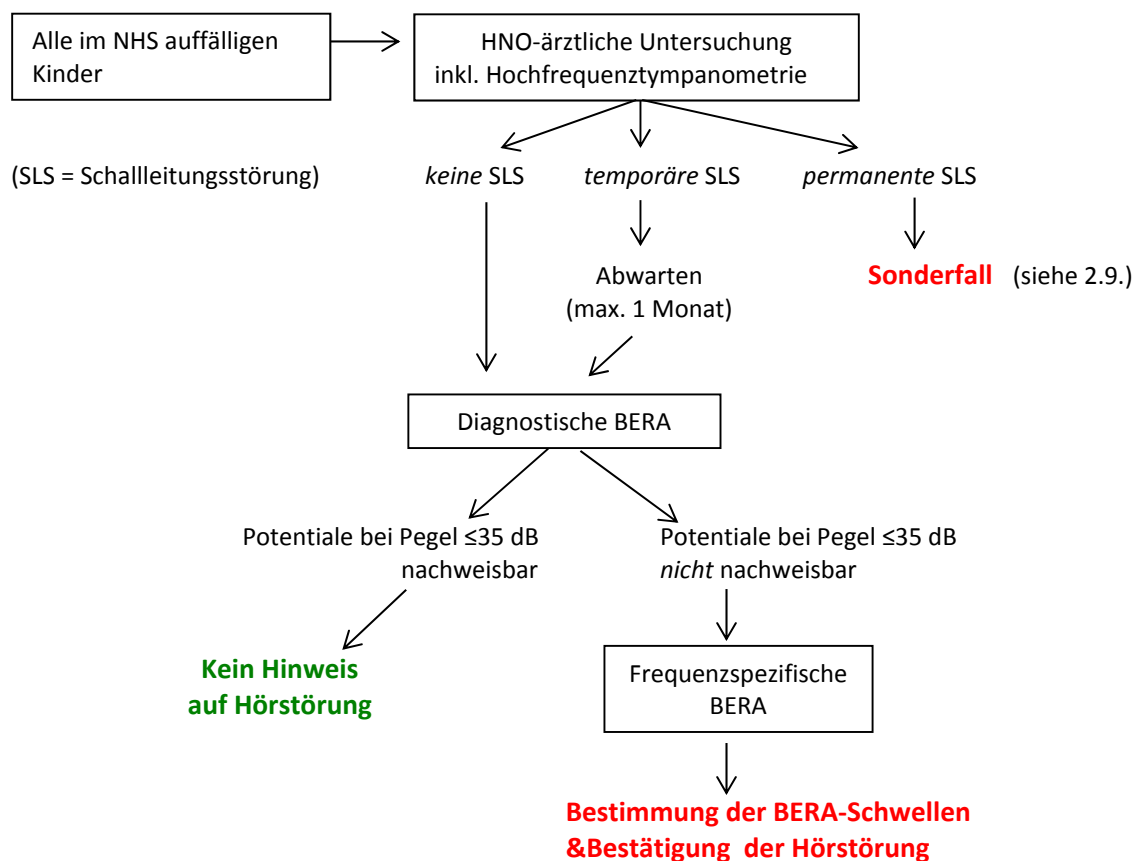 Alle im NHS auffälligen
Kinder
HNO-ärztliche Untersuchung
inkl. Hochfrequenztympanometrie
(SLS = Schallleitungsstörung)
keine SLS
temporäre SLS
permanente SLS
Abwarten
(max. 1 Monat)
Sonderfall (siehe 2.9.)
Diagnostische BERA
Potentiale bei Pegel ≤35 dB
nachweisbar
Potentiale bei Pegel ≤35 dB
nicht nachweisbar
Kein Hinweis
auf Hörstörung
Frequenzspezifische
BERA
Bestimmung der BERA-Schwellen
&Bestätigung der Hörstörung